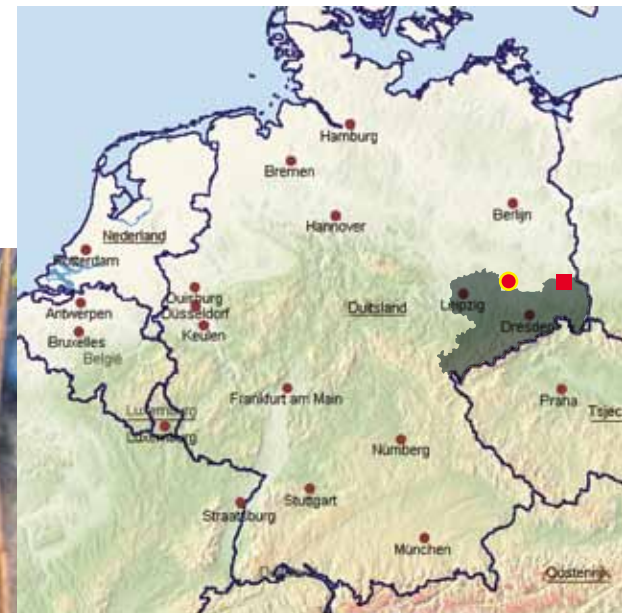 Hamburg
Bremen
Hannover
Berlijn
Nederland
Rotterdam
Duisburg
Düsseldorf
Keulen
Duitsland
Leipzig
Dresden
Antwerpen
Bruxelles
België
Frankfurt am Main
Praha
Tsjec
Luxemburg
Luxemburg
Nürnberg
Stuttgart
Straatsburg
München
Oostenrijk